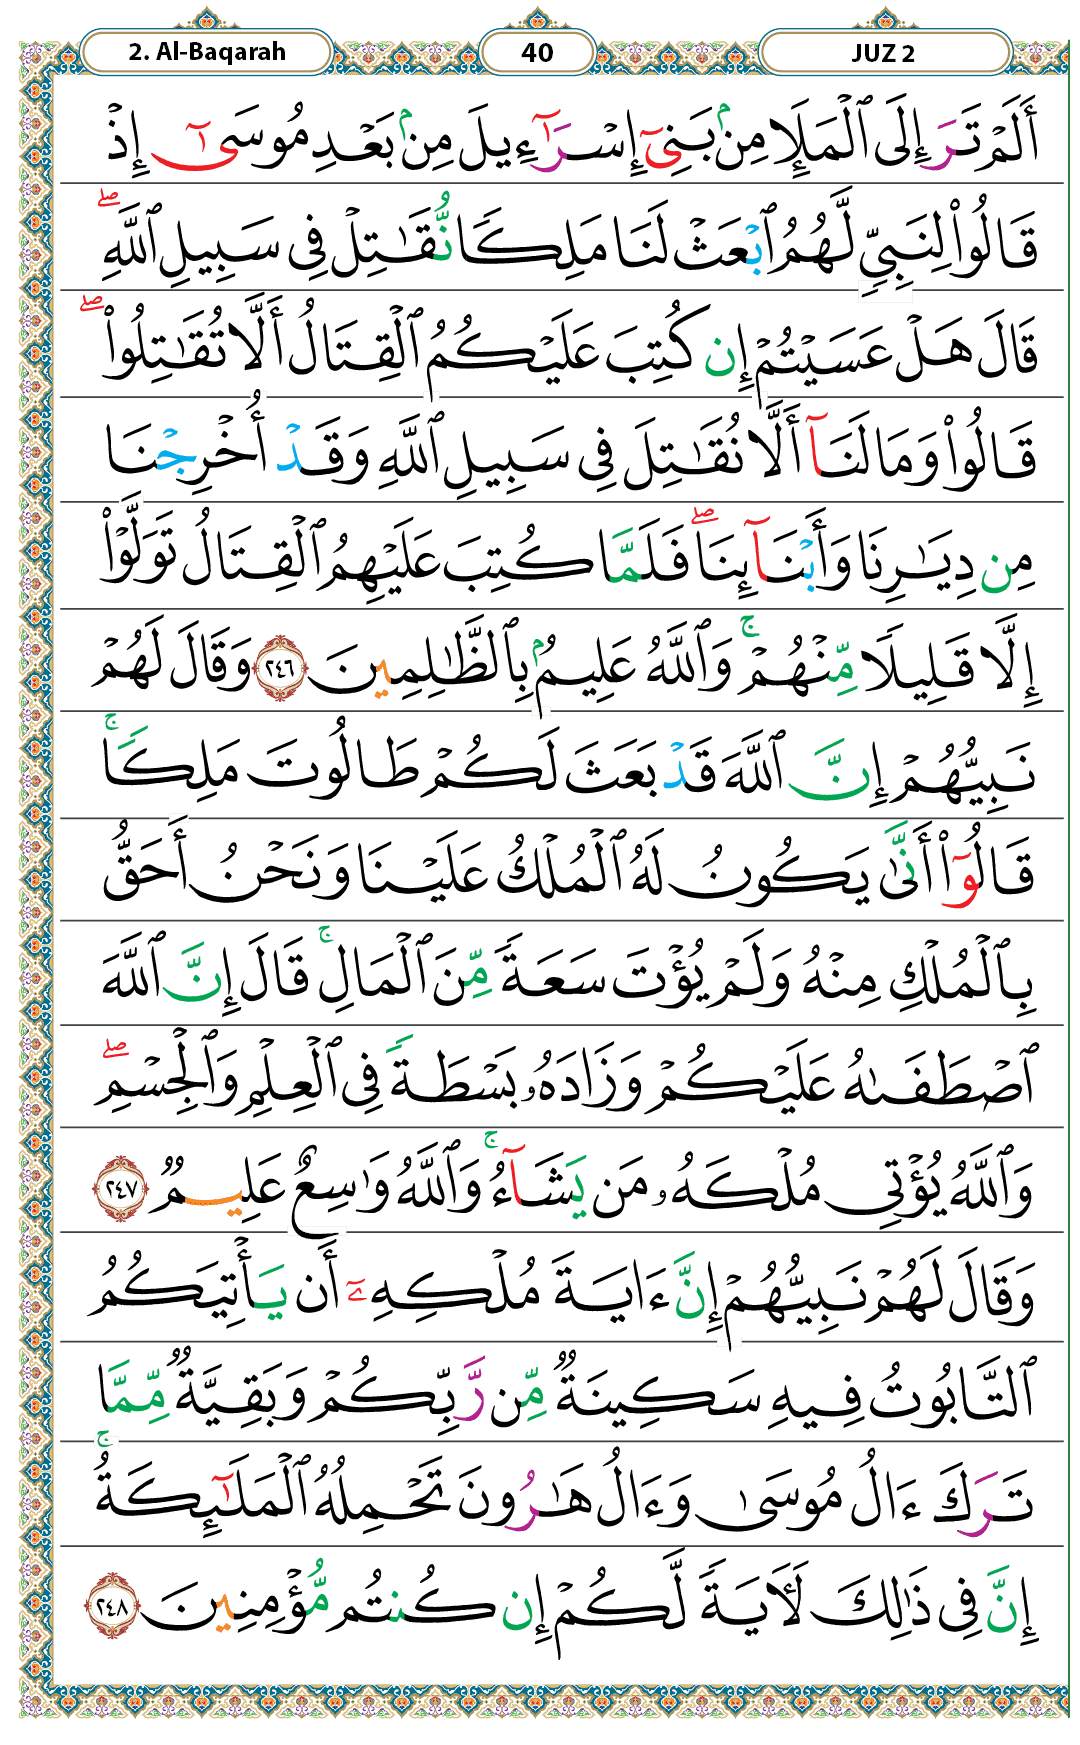 2. Al-Baqarah 40 JUZ 2
أَلَمْ تَرَ إِلَى ٱلْمَلَإِ مِنۢ بَنِىٓ إِسْرَٰٓءِيلَ مِنۢ بَعْدِ مُوسَىٰٓ إِذْ
قَالُوا۟ لِنَبِىٍّ لَّهُمُ ٱبْعَثْ لَنَا مَلِكًا نُّقَٰتِلْ فِى سَبِيلِ ٱللَّهِ ۖ
قَالَ هَلْ عَسَيْتُمْ إِن كُتِبَ عَلَيْكُمُ ٱلْقِتَالُ أَلَّا تُقَٰتِلُوا۟ ۖ
قَالُوا۟ وَمَا لَنَآ أَلَّا نُقَٰتِلَ فِى سَبِيلِ ٱللَّهِ وَقَدْ أُخْرِجْنَا
مِن دِيَٰرِنَا وَأَبْنَآئِنَا ۖ فَلَمَّا كُتِبَ عَلَيْهِمُ ٱلْقِتَالُ تَوَلَّوْا۟
إِلَّا قَلِيلًا مِّنْهُمْ ۚ وَٱللَّهُ عَلِيمٌۢ بِٱلظَّٰلِمِينَ ٢٤٦ وَقَالَ لَهُمْ
نَبِيُّهُمْ إِنَّ ٱللَّهَ قَدْ بَعَثَ لَكُمْ طَالُوتَ مَلِكًا ۚ
قَالُوٓا۟ أَنَّىٰ يَكُونُ لَهُ ٱلْمُلْكُ عَلَيْنَا وَنَحْنُ أَحَقُّ
بِٱلْمُلْكِ مِنْهُ وَلَمْ يُؤْتَ سَعَةً مِّنَ ٱلْمَالِ ۚ قَالَ إِنَّ ٱللَّهَ
ٱصْطَفَىٰهُ عَلَيْكُمْ وَزَادَهُۥ بَسْطَةً فِى ٱلْعِلْمِ وَٱلْجِسْمِ ۖ
وَٱللَّهُ يُؤْتِى مُلْكَهُۥ مَن يَشَآءُ ۚ وَٱللَّهُ وَٰسِعٌ عَلِيمٌ ٢٤٧
وَقَالَ لَهُمْ نَبِيُّهُمْ إِنَّ ءَايَةَ مُلْكِهِۦٓ أَن يَأْتِيَكُمُ
ٱلتَّابُوتُ فِيهِ سَكِينَةٌ مِّن رَّبِّكُمْ وَبَقِيَّةٌ مِّمَّا
تَرَكَ ءَالُ مُوسَىٰ وَءَالُ هَٰرُونَ تَحْمِلُهُ ٱلْمَلَٰٓئِكَةُ ۚ
إِنَّ فِى ذَٰلِكَ لَءَايَةً لَّكُمْ إِن كُنتُم مُّؤْمِنِينَ ٢٤٨